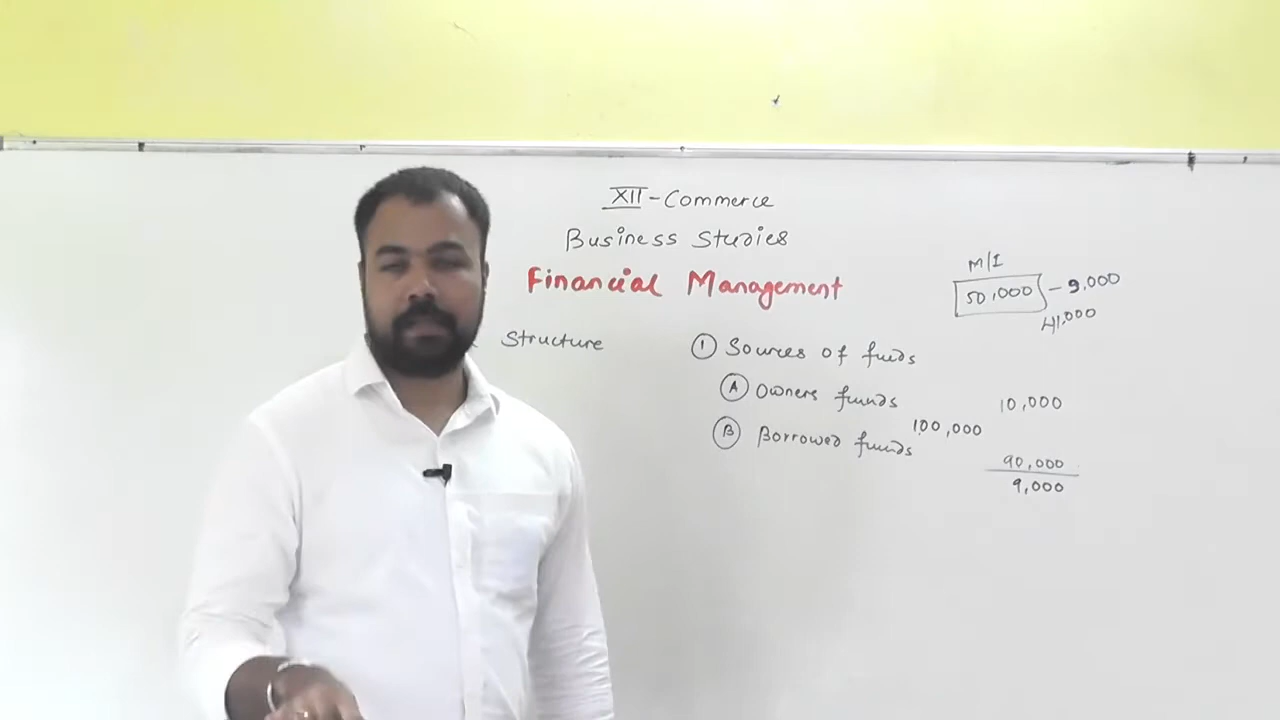 XII - Commerce
Business Studies
Financial Management
Structure
M/I
50,000 - 9,000
41,000
① Sources of funds
Ⓐ Owners funds 10,000
Ⓑ Borrowed funds 100,000
90,000
9,000